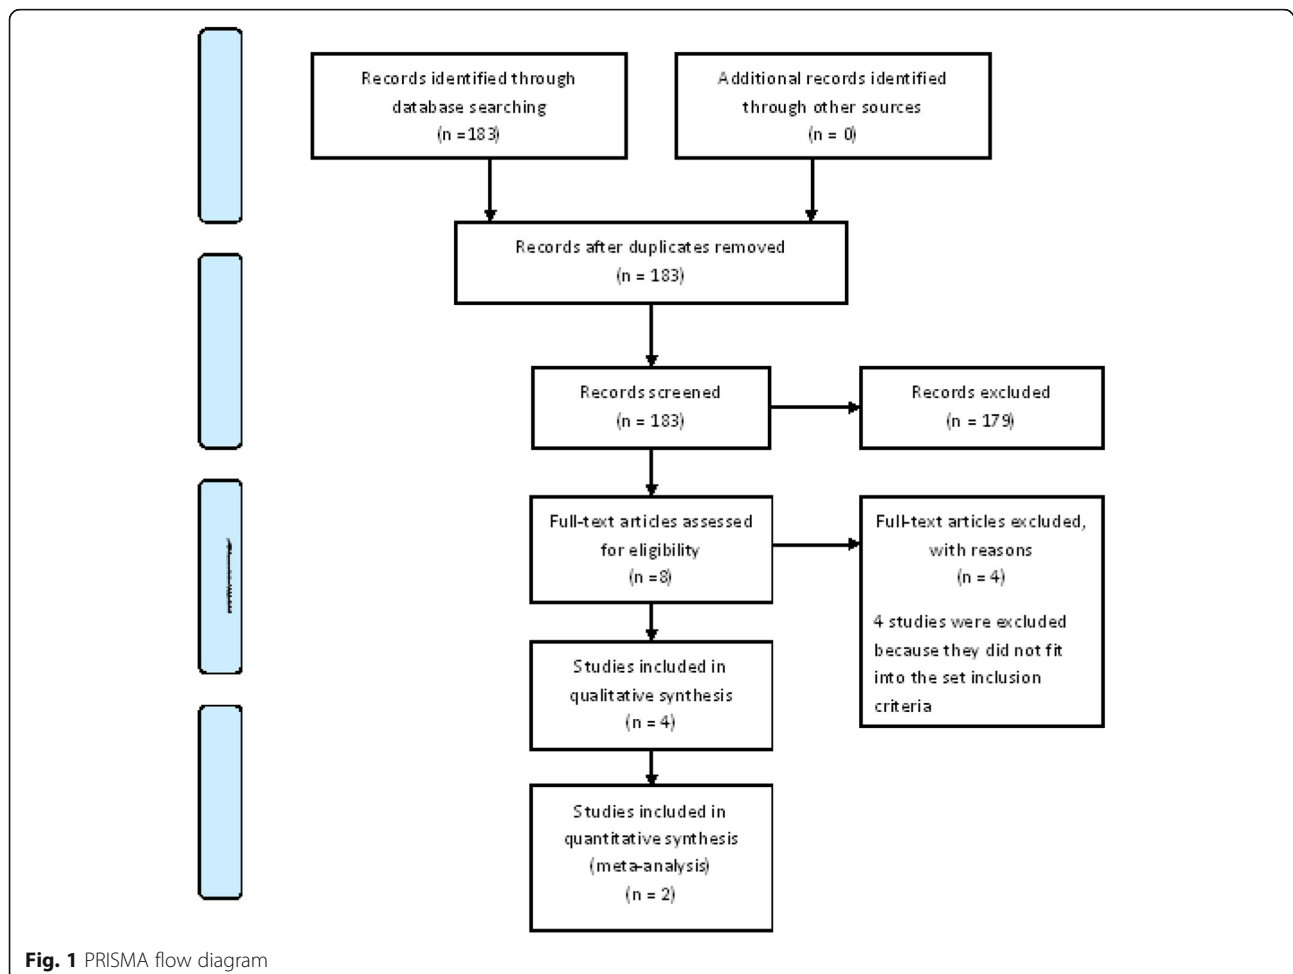 Records identified through
database searching
(n =183)
Additional records identified
through other sources
(n = 0)
Records after duplicates removed
(n = 183)
Records screened
(n = 183)
Records excluded
(n = 179)
Full-text articles assessed
for eligibility
(n =8)
Full-text articles excluded,
with reasons
(n = 4)
4 studies were excluded
because they did not fit
into the set inclusion
criteria
Studies included in
qualitative synthesis
(n = 4)
Studies included in
quantitative synthesis
(meta-analysis)
(n = 2)
Fig. 1 PRISMA flow diagram